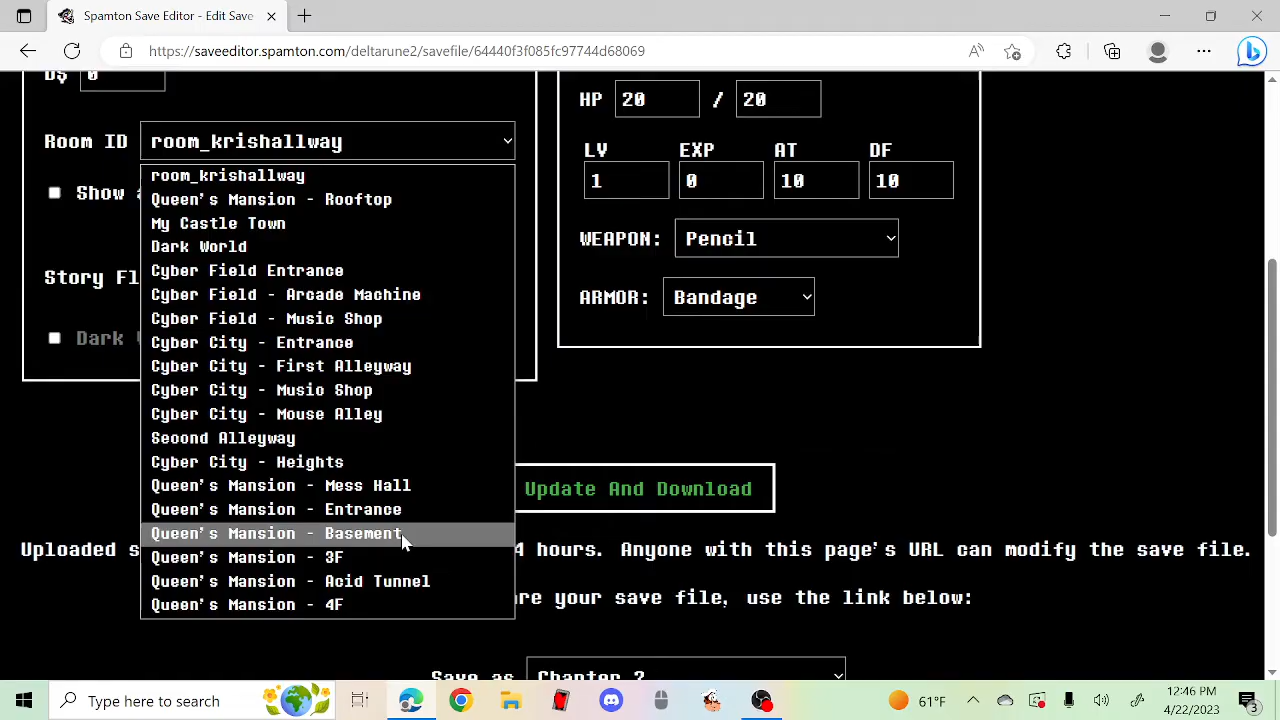 Spamton Save Editor - Edit Save
https://saveeditor.spamton.com/deltarune2/savefile/64440f3f085fc97744d68069
D$ 0
HP 20 / 20
Room ID room_krishallway
LV EXP AT DF
1 0 10 10
room_krishallway
Show a
Queen's Mansion - Rooftop
My Castle Town
WEAPON: Pencil
Dark World
Cyber Field Entrance
Story Fl
Cyber Field - Arcade Machine
ARMOR: Bandage
Cyber Field - Music Shop
Dark
Cyber City - Entrance
Cyber City - First Alleyway
Cyber City - Music Shop
Cyber City - Mouse Alley
Second Alleyway
Cyber City - Heights
Queen's Mansion - Mess Hall
Update And Download
Queen's Mansion - Entrance
Queen's Mansion - Basement
Uploaded s
4 hours. Anyone with this page's URL can modify the save file.
Queen's Mansion - 3F
Queen's Mansion - Acid Tunnel
Queen's Mansion - 4F
are your save file, use the link below:
Save as Chapter 2
Type here to search
61°F
12:46 PM
4/22/2023
3